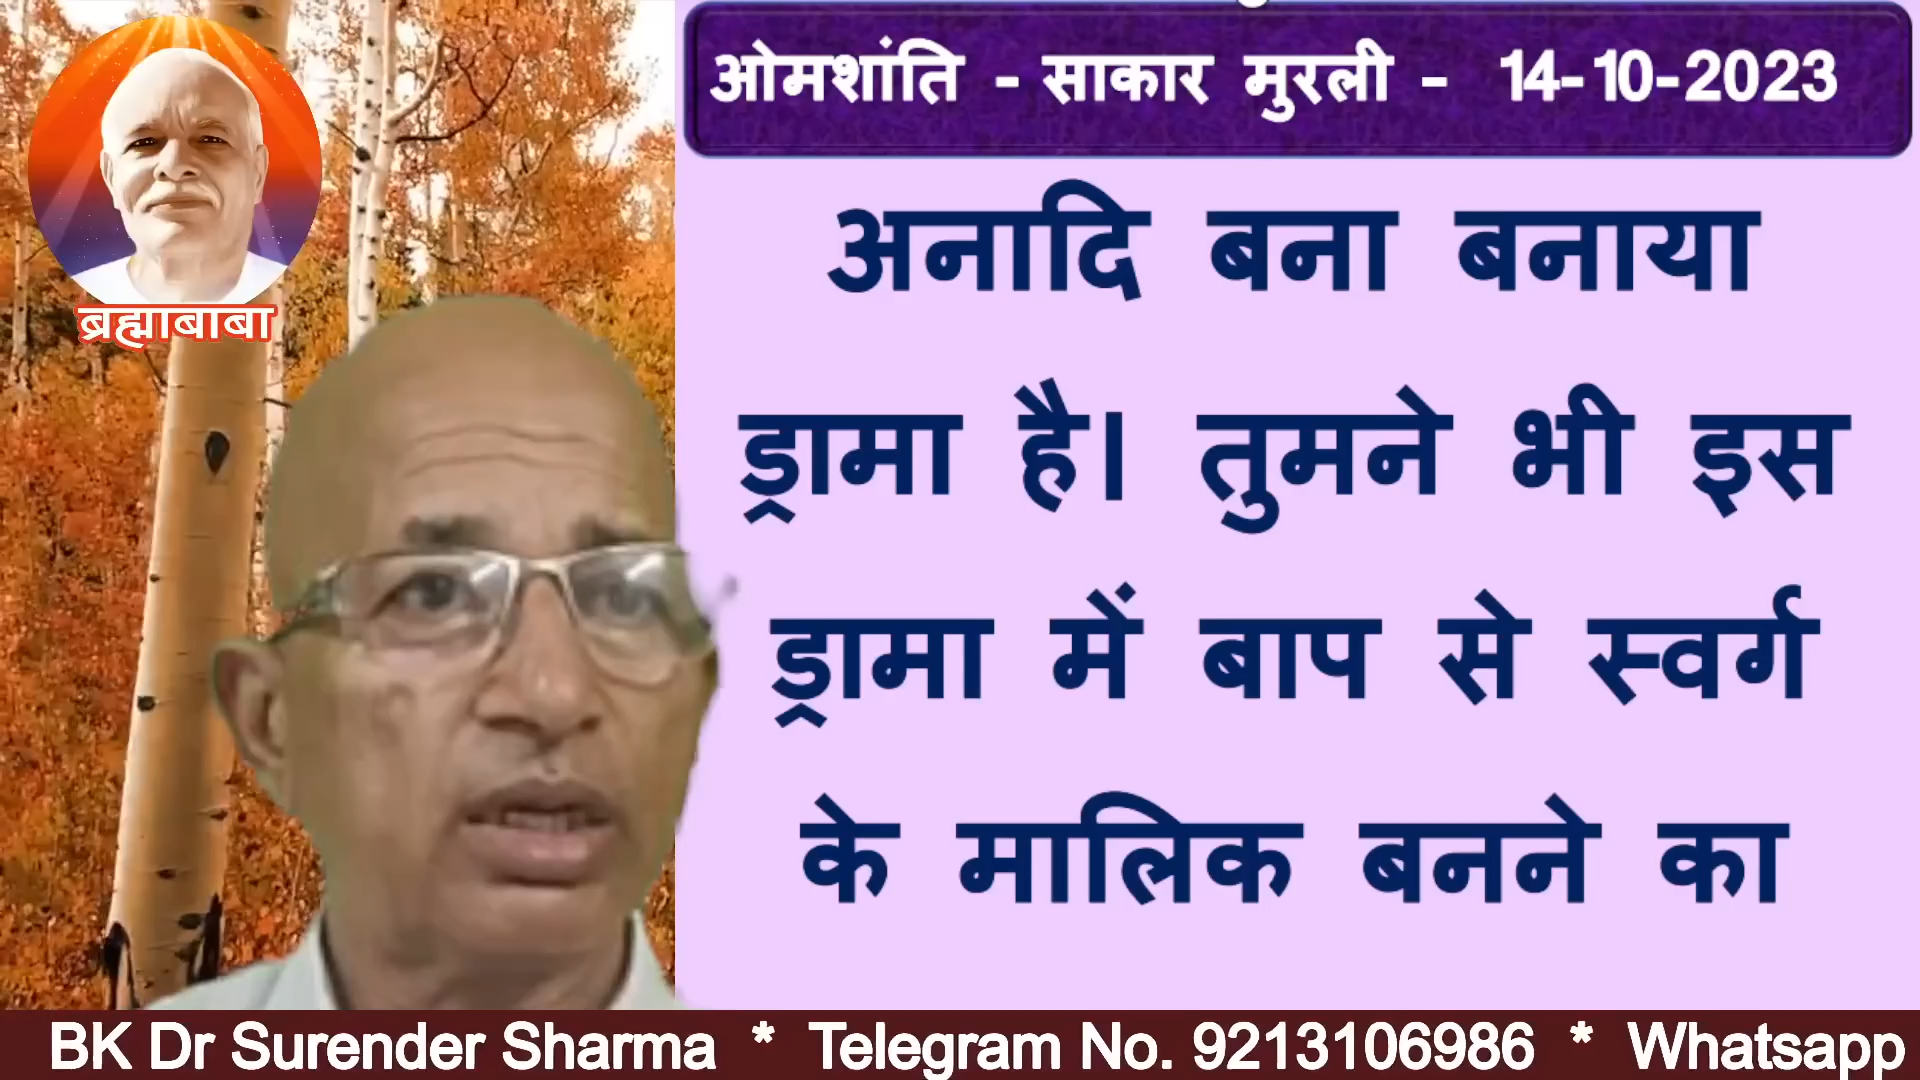 ओमशांति - साकार मुरली - 14-10-2023
ब्रह्माबाबा
अनादि बना बनाया
ड्रामा है। तुमने भी इस
ड्रामा में बाप से स्वर्ग
के मालिक बनने का
BK Dr Surender Sharma * Telegram No. 9213106986 * Whatsapp